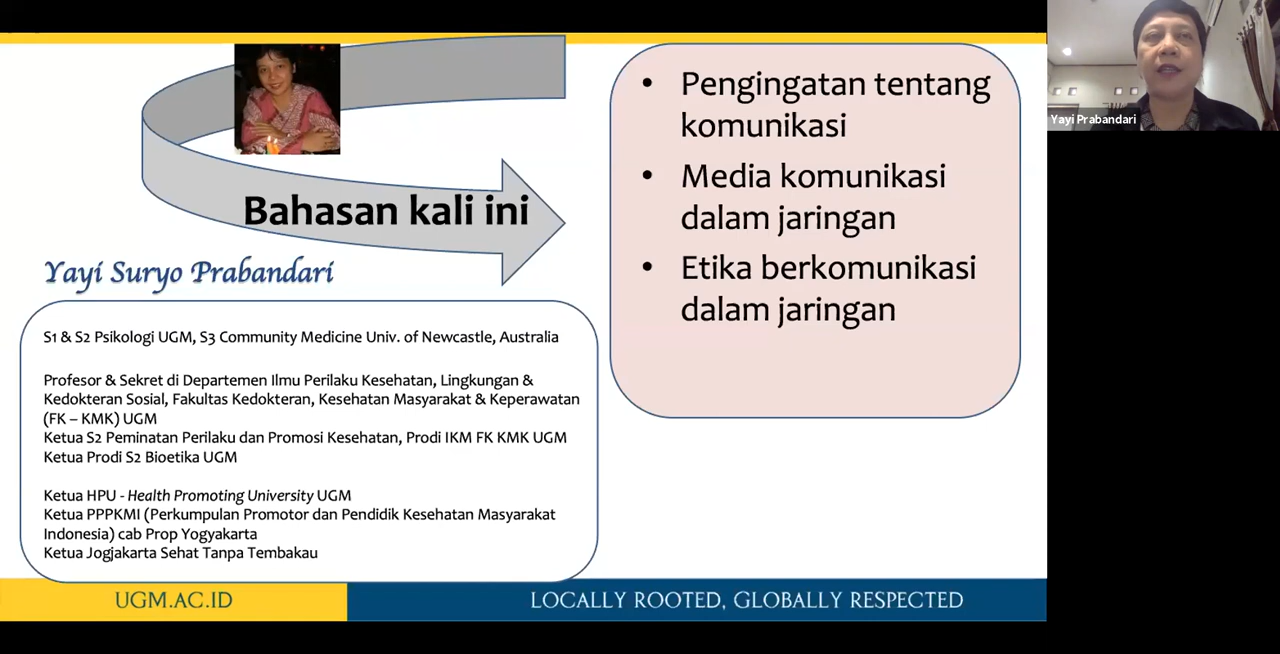 Bahasan kali ini
Yayi Suryo Prabandari
S1 & S2 Psikologi UGM, S3 Community Medicine Univ. of Newcastle, Australia
Profesor & Sekret di Departemen Ilmu Perilaku Kesehatan, Lingkungan &
Kedokteran Sosial, Fakultas Kedokteran, Kesehatan Masyarakat & Keperawatan
(FK – KMK) UGM
Ketua S2 Peminatan Perilaku dan Promosi Kesehatan, Prodi IKM FK KMK UGM
Ketua Prodi S2 Bioetika UGM
Ketua HPU - Health Promoting University UGM
Ketua PPPKMI (Perkumpulan Promotor dan Pendidik Kesehatan Masyarakat
Indonesia) cab Prop Yogyakarta
Ketua Jogjakarta Sehat Tanpa Tembakau
• Pengingatan tentang
komunikasi
• Media komunikasi
dalam jaringan
• Etika berkomunikasi
dalam jaringan
Yayi Prabandari
UGM.AC.ID
LOCALLY ROOTED, GLOBALLY RESPECTED